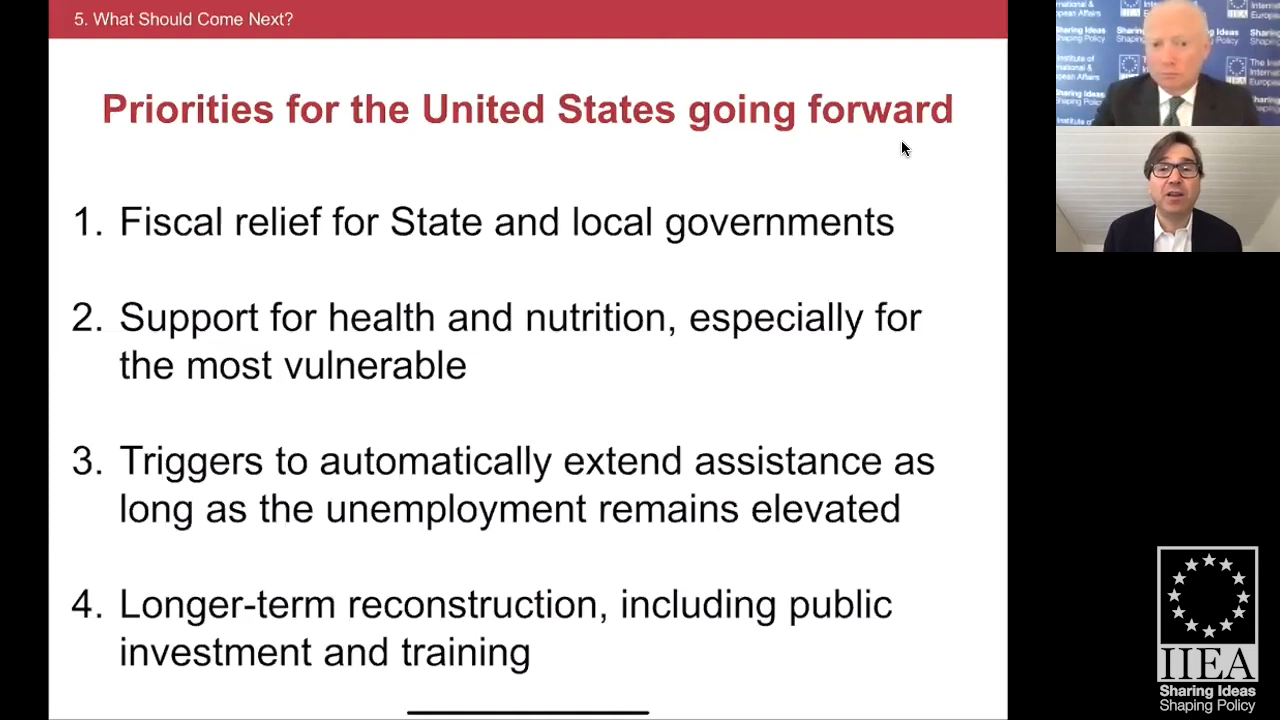 5. What Should Come Next?
Priorities for the United States going forward
1. Fiscal relief for State and local governments
2. Support for health and nutrition, especially for
the most vulnerable
3. Triggers to automatically extend assistance as
long as the unemployment remains elevated
4. Longer-term reconstruction, including public
investment and training
IIEA
Sharing Ideas
Shaping Policy